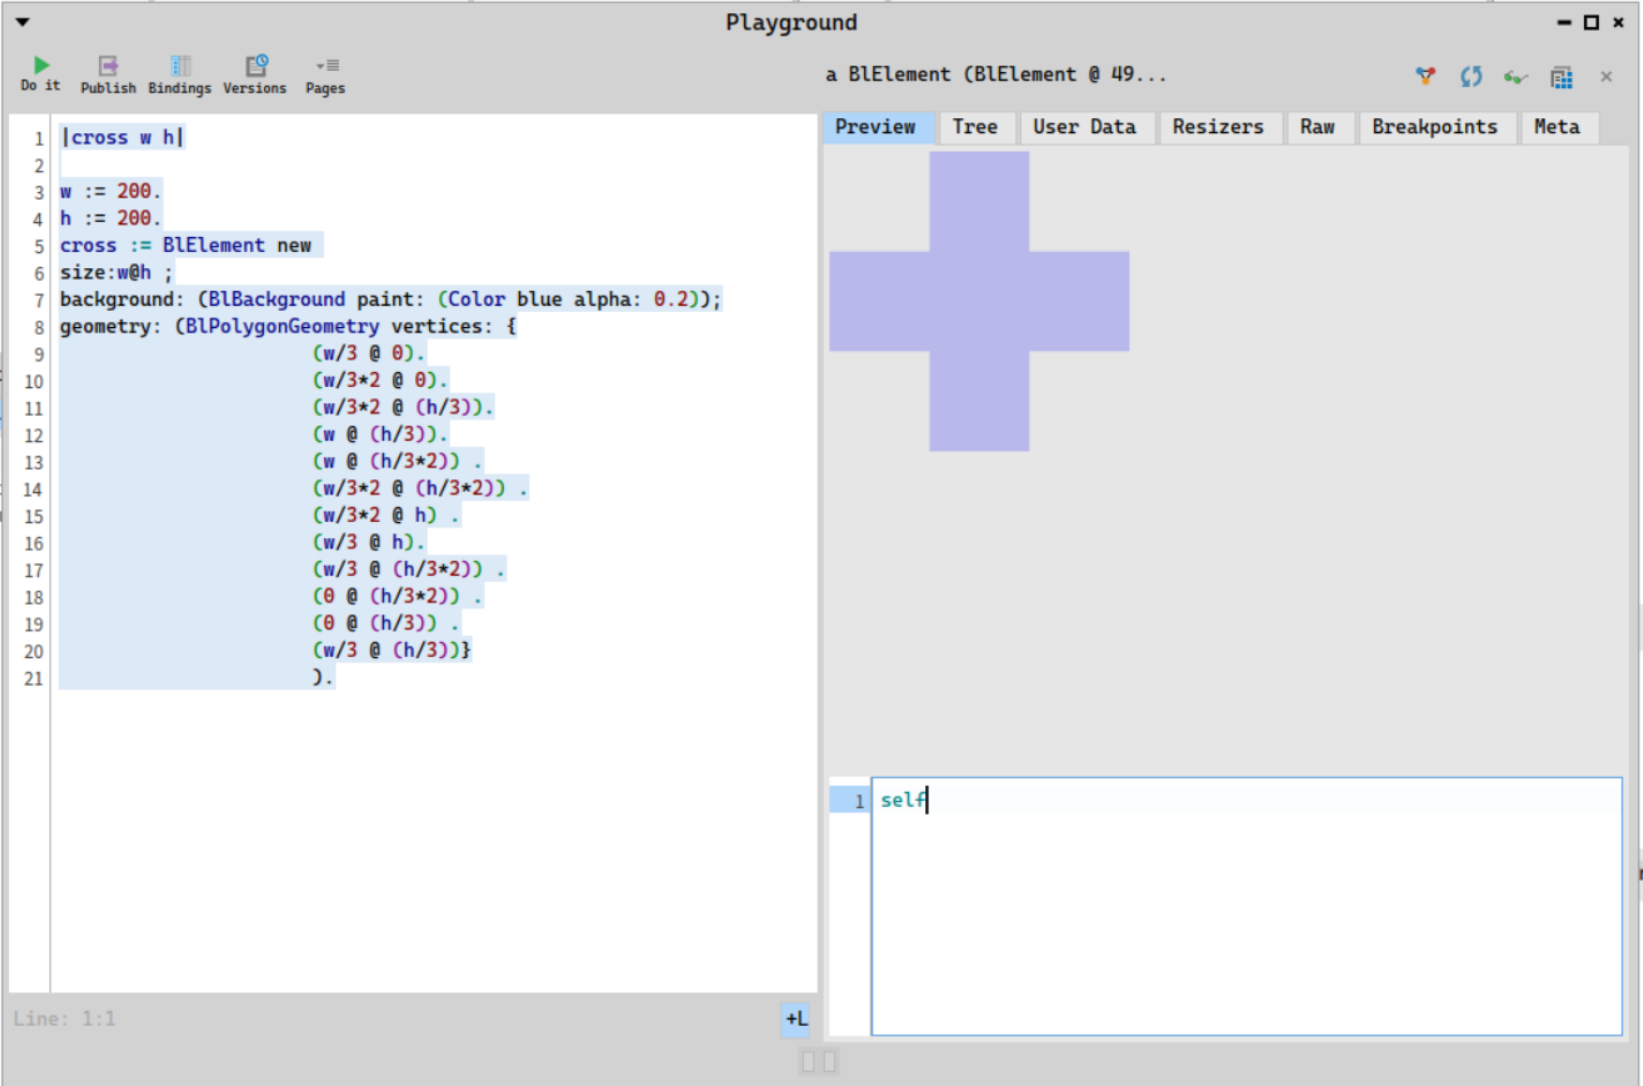 Playground
Do it Publish Bindings Versions Pages
a BlElement (BlElement @ 49...
1 |cross w h|
2
3 w := 200.
4 h := 200.
5 cross := BlElement new
6 size:w@h ;
7 background: (BlBackground paint: (Color blue alpha: 0.2));
8 geometry: (BlPolygonGeometry vertices: {
9 (w/3 @ 0).
10 (w/3*2 @ 0).
11 (w/3*2 @ (h/3)).
12 (w @ (h/3)).
13 (w @ (h/3*2)) .
14 (w/3*2 @ (h/3*2)) .
15 (w/3*2 @ h) .
16 (w/3 @ h).
17 (w/3 @ (h/3*2)) .
18 (0 @ (h/3*2)) .
19 (0 @ (h/3)) .
20 (w/3 @ (h/3))}
21 ).
Line: 1:1 +L
Preview Tree User Data Resizers Raw Breakpoints Meta
1 self